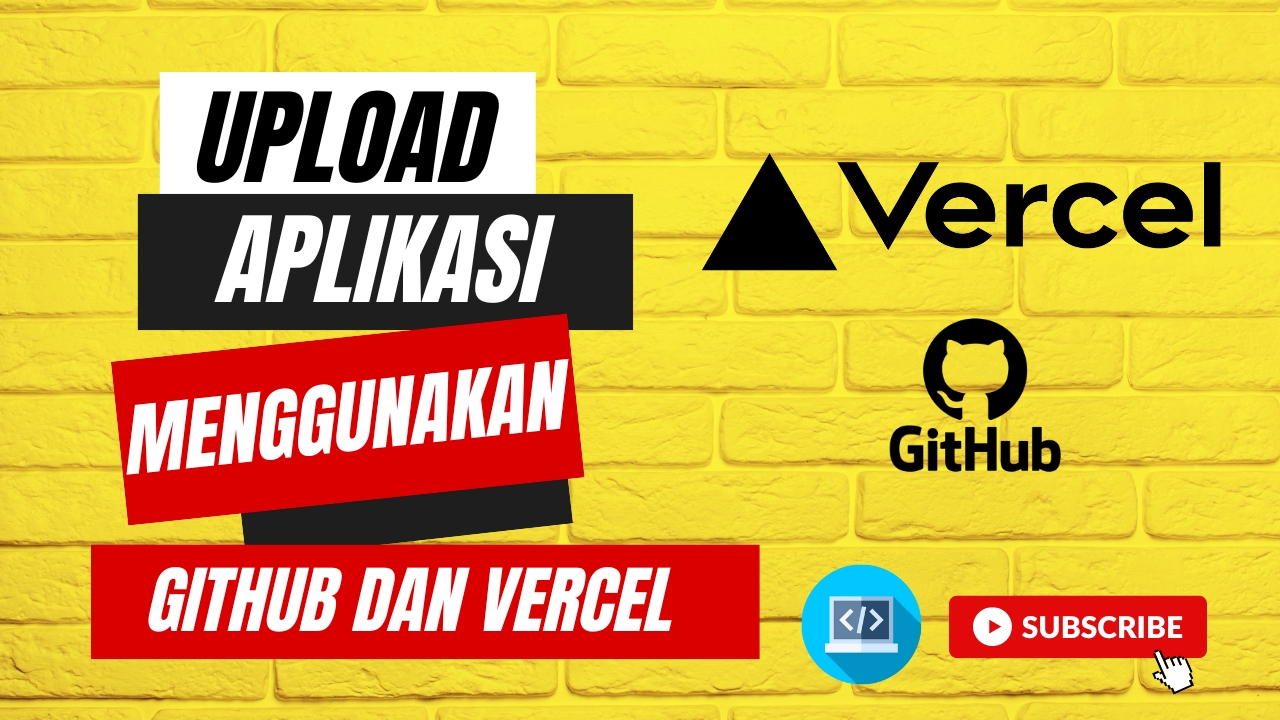 UPLOAD
APLIKASI
MENGGUNAKAN
GITHUB DAN VERCEL
Vercel
GitHub
</>
SUBSCRIBE